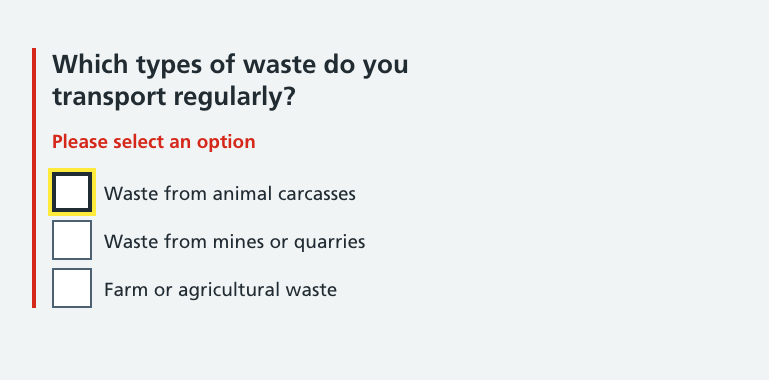 Which types of waste do you
transport regularly?
Please select an option
Waste from animal carcasses
Waste from mines or quarries
Farm or agricultural waste